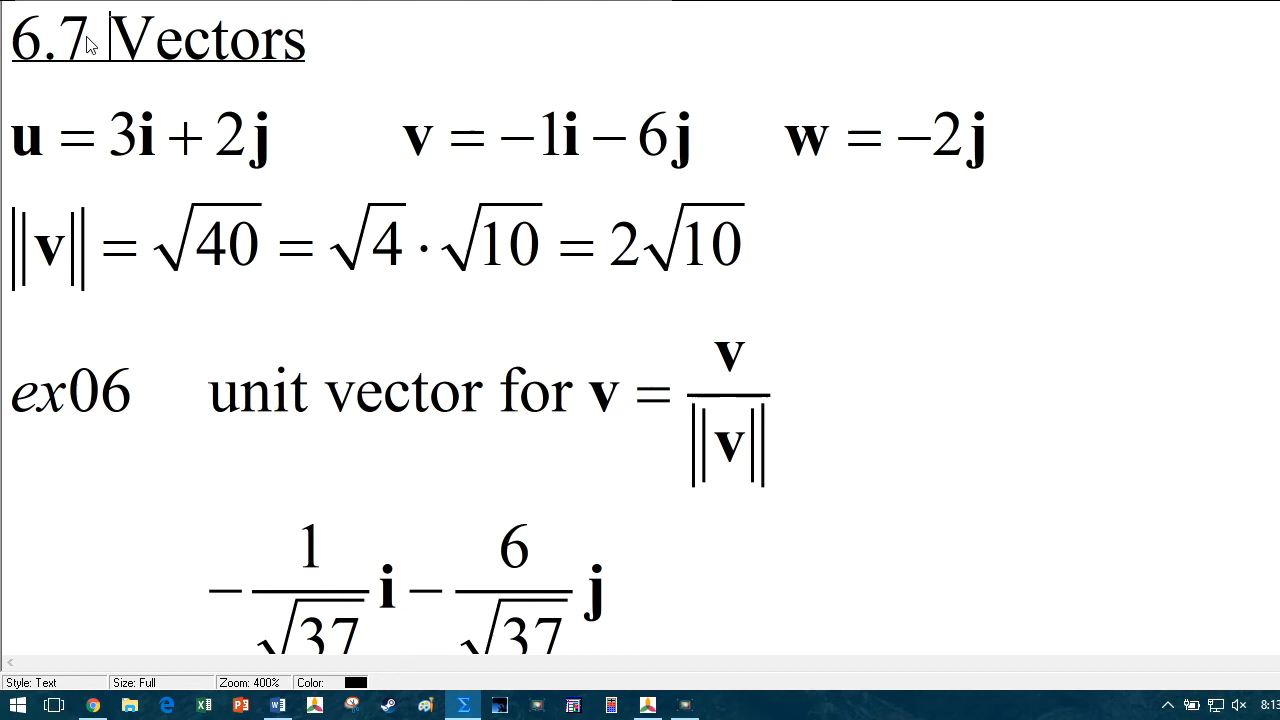 6.7 Vectors
u = 3i + 2j v = −1i − 6j w = −2j
||v|| = √40 = √4 · √10 = 2√10
ex06 unit vector for v = v/||v||
−1/√37 i − 6/√37 j
Style: Text Size: Full Zoom: 400% Color: